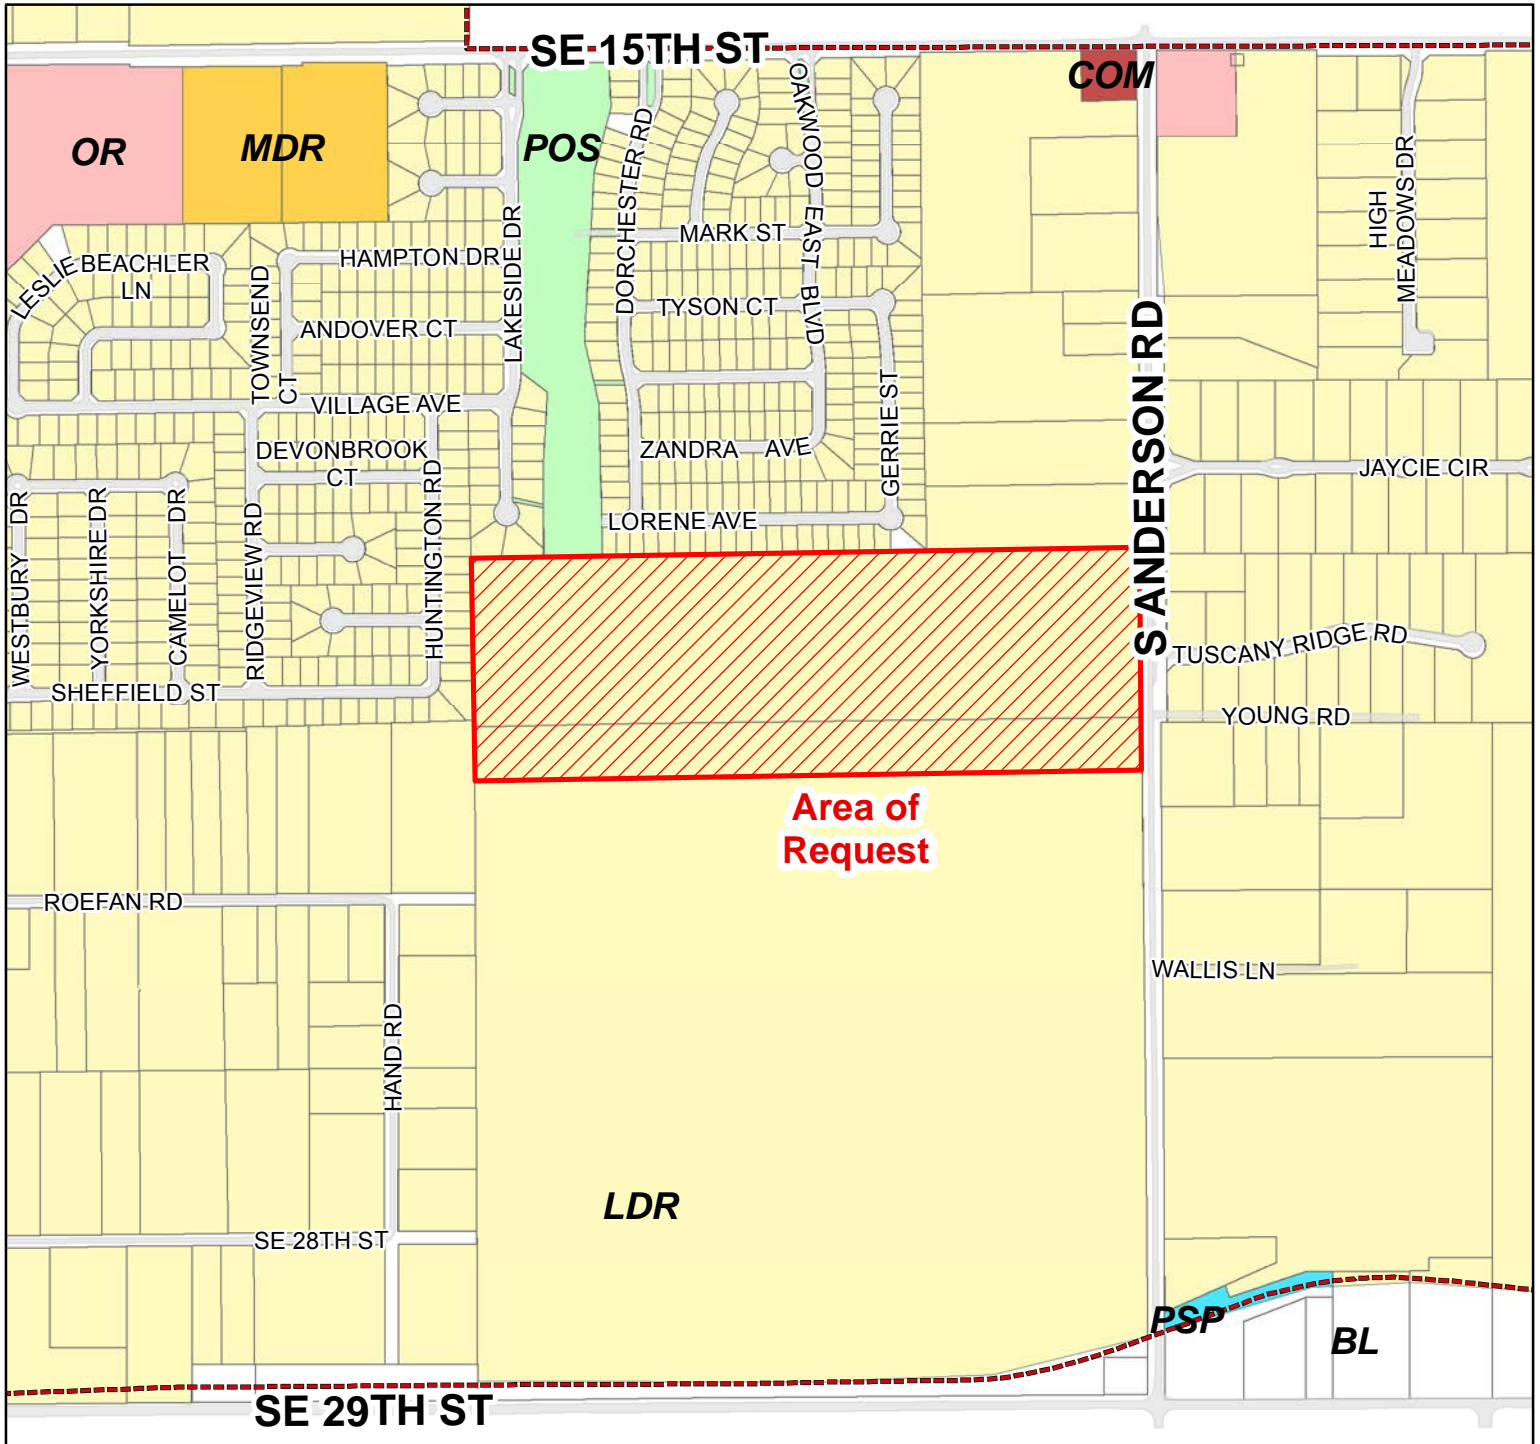 SE 15TH ST
COM
OR
MDR
POS
OAKWOOD EAST BLVD
DORCHESTER RD
HIGH
MEADOWS DR
MARK ST
LESLIE BEACHLER
LN
HAMPTON DR
LAKESIDE DR
TOWNSEND
CT
ANDOVER CT
TYSON CT
S ANDERSON RD
VILLAGE AVE
GERRIE ST
DEVONBROOK
CT
ZANDRA AVE
JAYCIE CIR
WESTBURY DR
YORKSHIRE DR
CAMELOT DR
RIDGEVIEW RD
HUNTINGTON RD
LORENE AVE
TUSCANY RIDGE RD
SHEFFIELD ST
YOUNG RD
Area of
Request
ROEFAN RD
WALLIS LN
HAND RD
LDR
SE 28TH ST
PSP
BL
SE 29TH ST